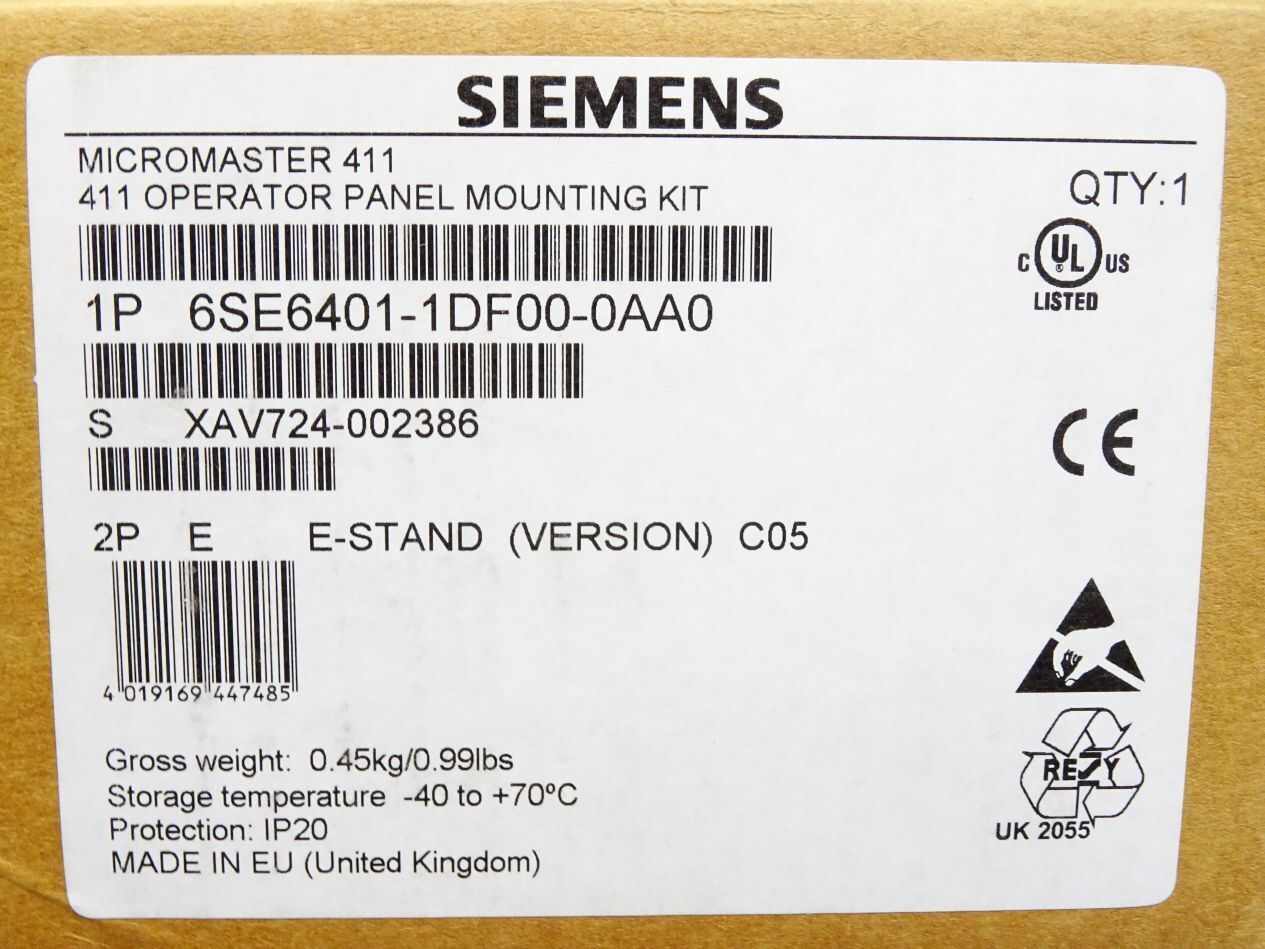 SIEMENS
MICROMASTER 411
411 OPERATOR PANEL MOUNTING KIT
QTY:1
C UL US
®
LISTED
1P 6SE6401-1DF00-0AA0
S XAV724-002386
CE
2P E E-STAND (VERSION) C05
4 019169 447485
Gross weight: 0.45kg/0.99lbs
Storage temperature -40 to +70ºC
Protection: IP20
MADE IN EU (United Kingdom)
RESY
UK 2055